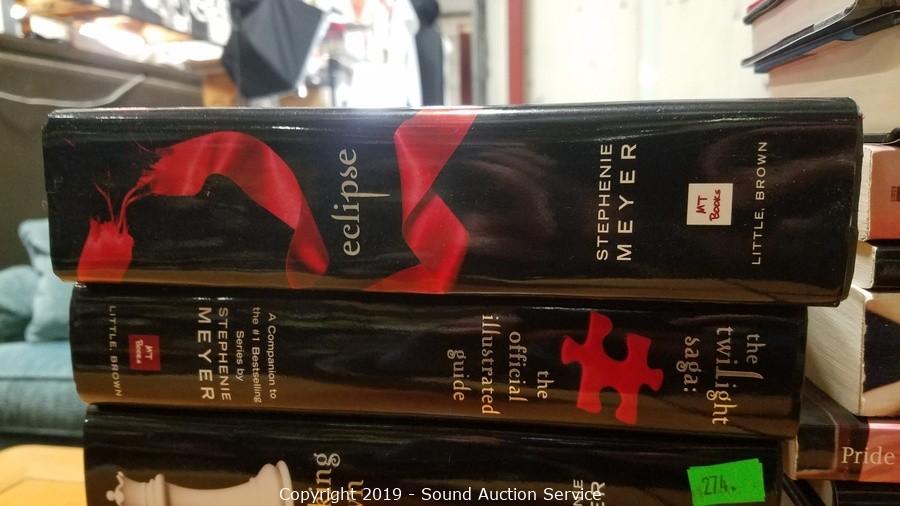 eclipse
STEPHENIE
MEYER
MT
Books
LITTLE, BROWN
the
twilight
saga:
the
official
illustrated
guide
A Companion to
the #1 Bestselling
Series by
STEPHENIE
MEYER
MT
Books
LITTLE, BROWN
274.
Pride
Copyright 2019 - Sound Auction Service